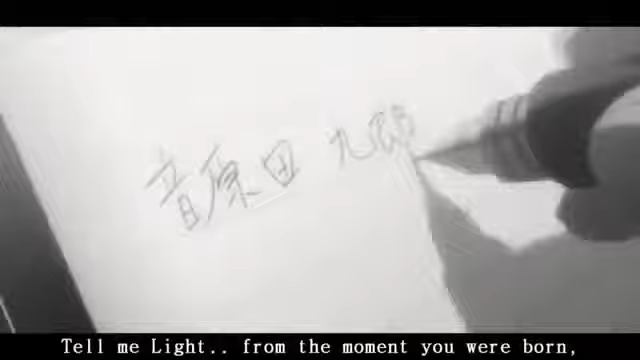 音原田 九郎
Tell me Light.. from the moment you were born,